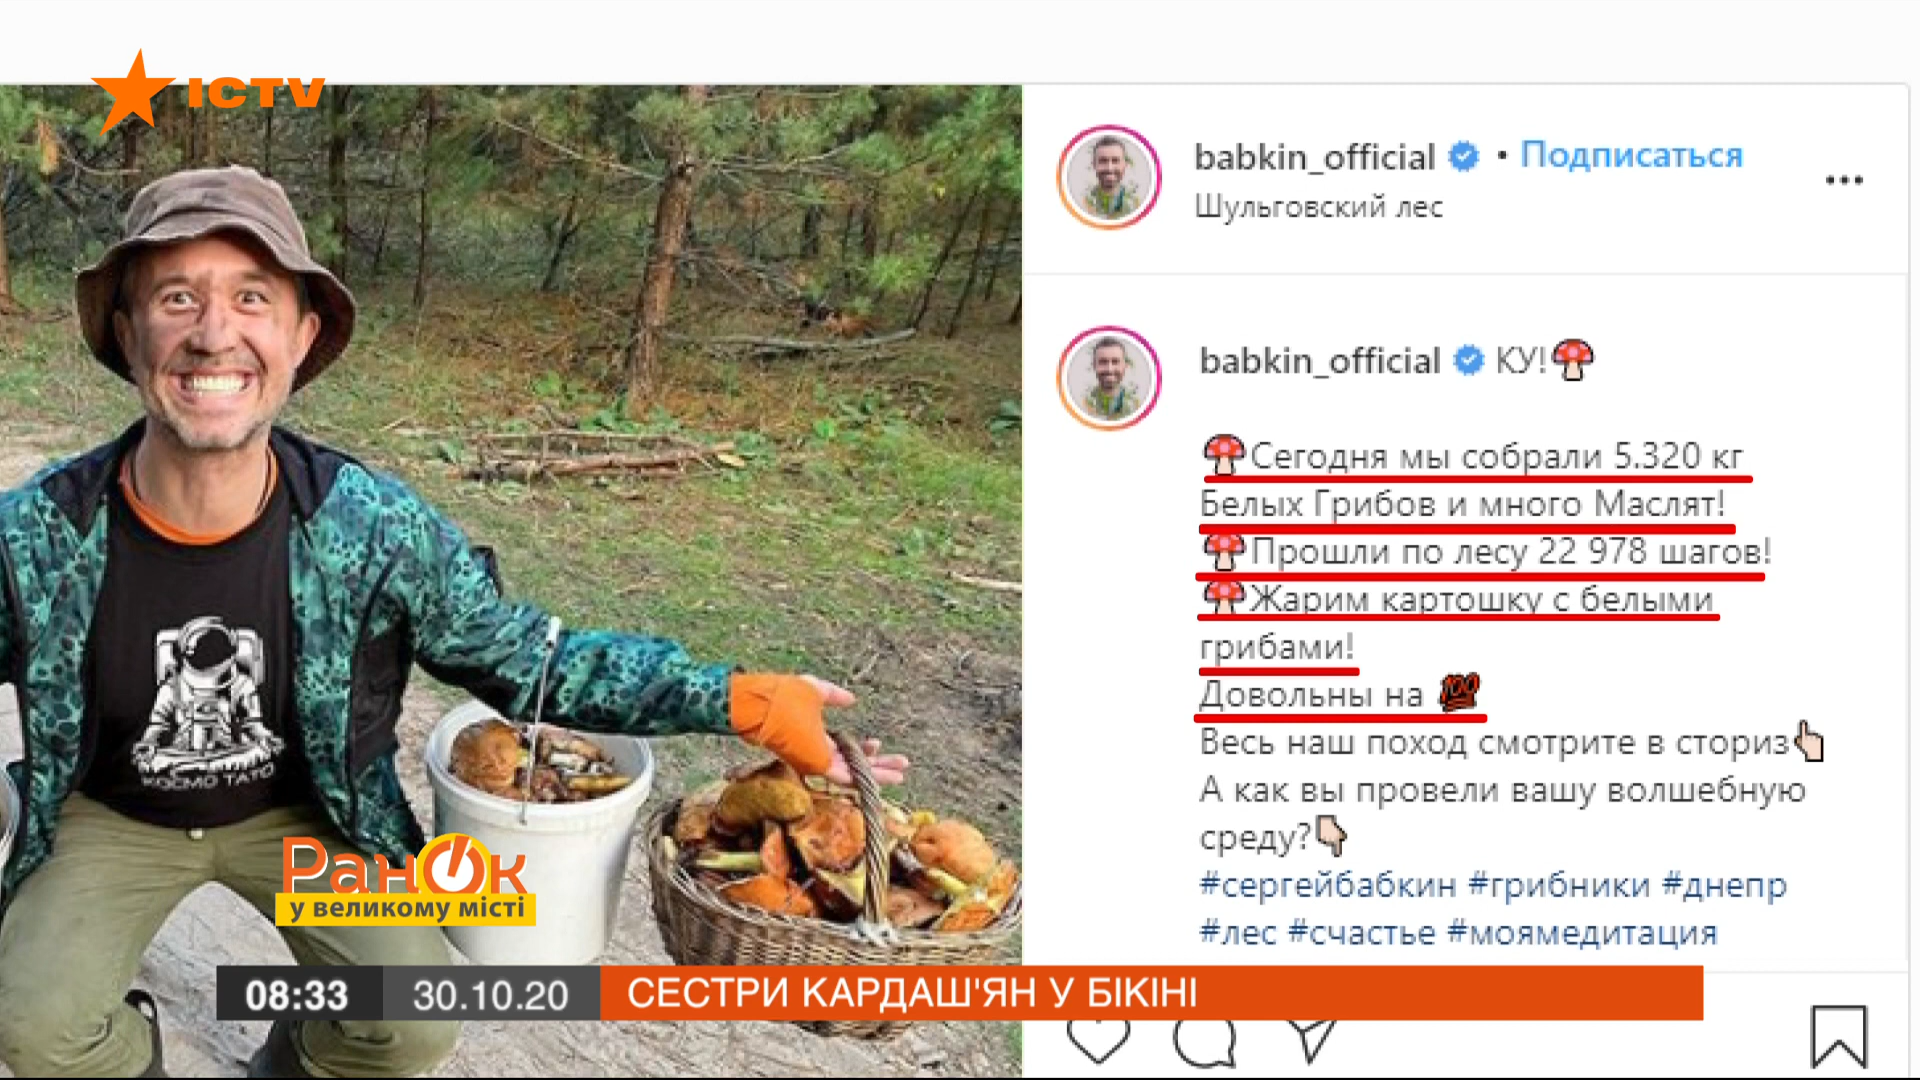 ICTV
babkin_official • Подписаться
Шульговский лес
babkin_official КУ!
Сегодня мы собрали 5.320 кг
Белых Грибов и много Маслят!
Прошли по лесу 22 978 шагов!
Жарим картошку с белыми
грибами!
Довольны на 💯
Весь наш поход смотрите в сториз
А как вы провели вашу волшебную
среду?
#сергейбабкин #грибники #днепр
#лес #счастье #моямедитация
КОСМО ТАТО
Ранок
у великому місті
08:33 30.10.20 СЕСТРИ КАРДАШ'ЯН У БІКІНІ